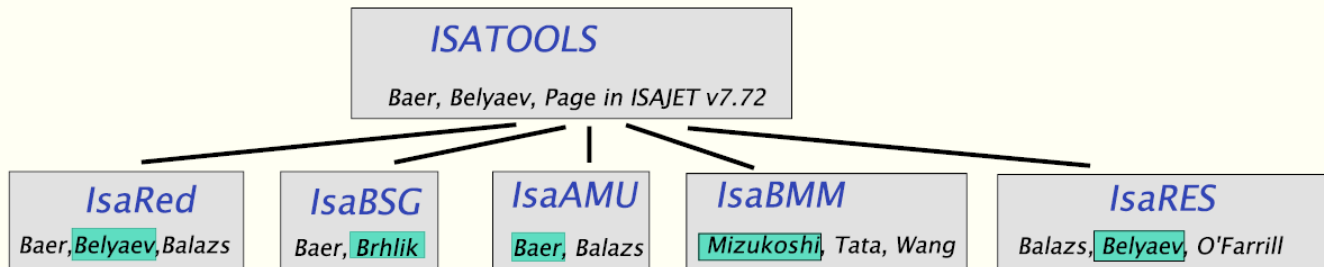 ISATOOLS
Baer, Belyaev, Page in ISAJET v7.72
IsaRed
Baer,Belyaev,Balazs
IsaBSG
Baer, Brhlik
IsaAMU
Baer, Balazs
IsaBMM
Mizukoshi, Tata, Wang
IsaRES
Balazs, Belyaev, O'Farrill